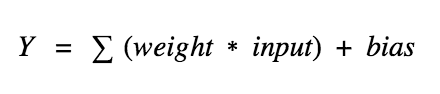 Y = ∑ (weight * input) + bias